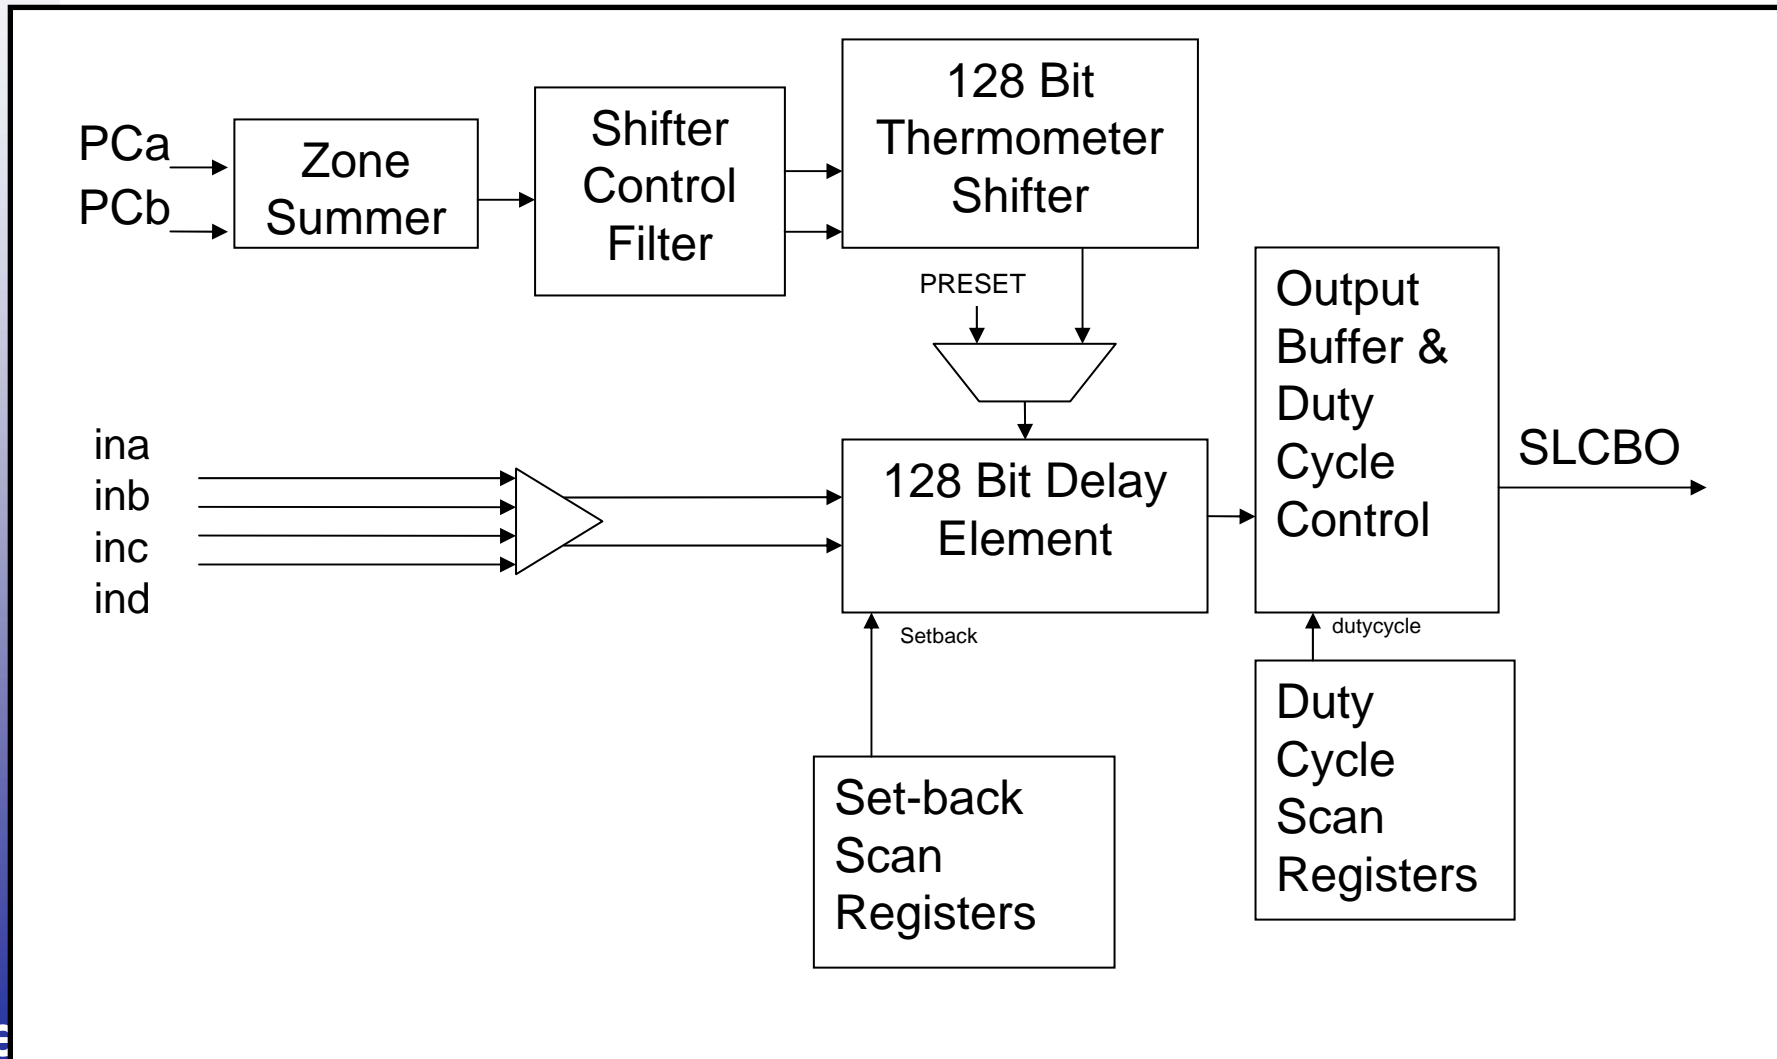 PCa
PCb
Zone
Summer
Shifter
Control
Filter
128 Bit
Thermometer
Shifter
PRESET
ina
inb
inc
ind
128 Bit Delay
Element
Output
Buffer &
Duty
Cycle
Control
SLCBO
Setback
dutycycle
Set-back
Scan
Registers
Duty
Cycle
Scan
Registers